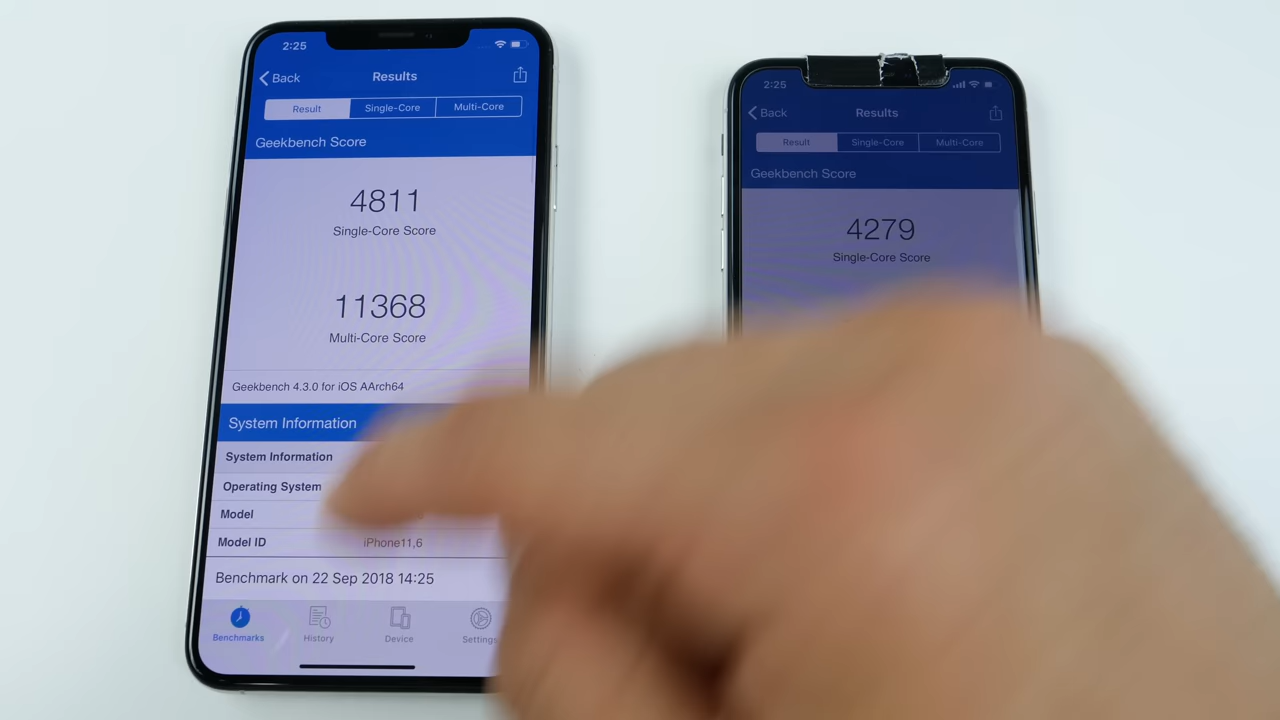 2:25
Back
Results
Result
Single-Core
Multi-Core
Geekbench Score
4811
Single-Core Score
11368
Multi-Core Score
Geekbench 4.3.0 for iOS AArch64
System Information
System Information
Operating System
Model
Model ID
iPhone11,6
Benchmark on 22 Sep 2018 14:25
Benchmarks
History
Device
Settings
2:25
Back
Results
Result
Single-Core
Multi-Core
Geekbench Score
4279
Single-Core Score